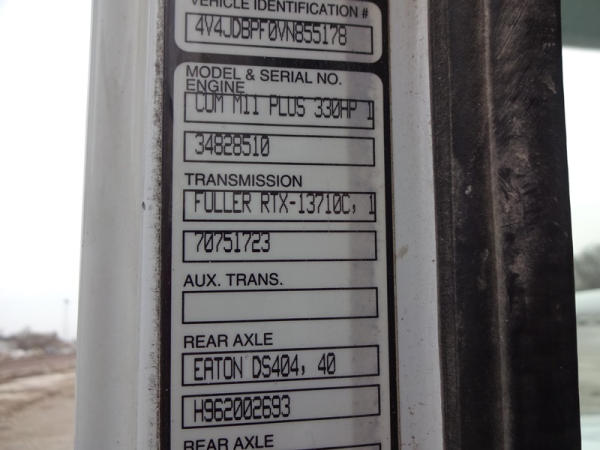 VEHICLE IDENTIFICATION #
4V4JDBPF0VN855178
MODEL & SERIAL NO.
ENGINE
CUM M11 PLUS 330HP 1
34828510
TRANSMISSION
FULLER RTX-13710C, 1
70751723
AUX. TRANS.
REAR AXLE
EATON DS404, 40
H962002693
REAR AXLE